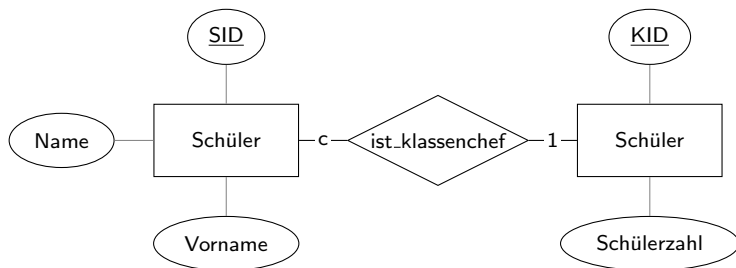 SID
KID
Name
Schüler
c
ist_klassenchef
1
Schüler
Vorname
Schülerzahl